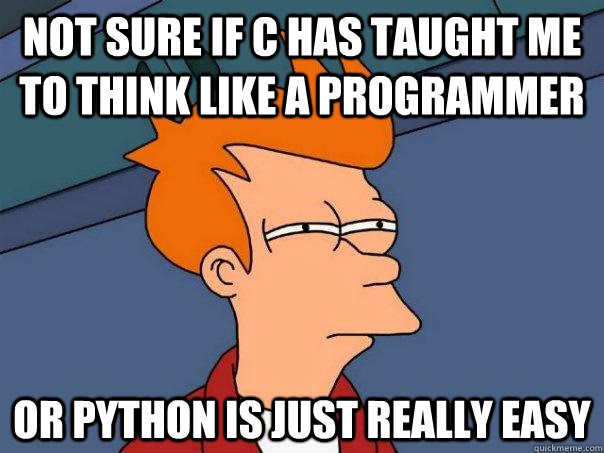 NOT SURE IF C HAS TAUGHT ME
TO THINK LIKE A PROGRAMMER
OR PYTHON IS JUST REALLY EASY
quickmeme.com